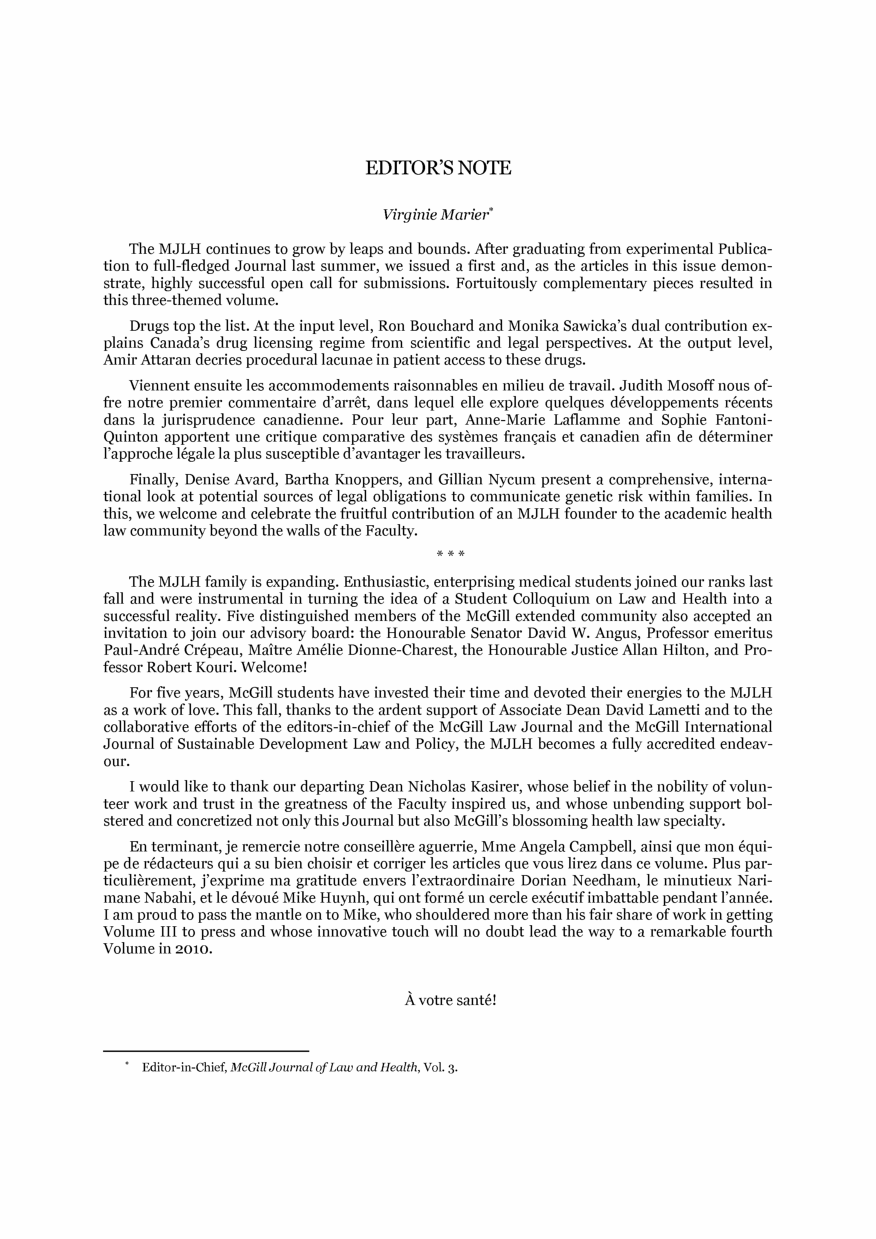 EDITOR'S NOTE
Virginie Marier*
The MJLH continues to grow by leaps and bounds. After graduating from experimental Publica-
tion to full-fledged Journal last summer, we issued a first and, as the articles in this issue demon-
strate, highly successful open call for submissions. Fortuitously complementary pieces resulted in
this three-themed volume.
Drugs top the list. At the input level, Ron Bouchard and Monika Sawicka's dual contribution ex-
plains Canada's drug licensing regime from scientific and legal perspectives. At the output level,
Amir Attaran decries procedural lacunae in patient access to these drugs.
Viennent ensuite les accommodements raisonnables en milieu de travail. Judith Mosoff nous of-
fre notre premier commentaire d'arrêt, dans lequel elle explore quelques développements récents
dans la jurisprudence canadienne. Pour leur part, Anne-Marie Laflamme and Sophie Fantoni-
Quinton apportent une critique comparative des systèmes français et canadien afin de déterminer
l'approche légale la plus susceptible d'avantager les travailleurs.
Finally, Denise Avard, Bartha Knoppers, and Gillian Nycum present a comprehensive, interna-
tional look at potential sources of legal obligations to communicate genetic risk within families. In
this, we welcome and celebrate the fruitful contribution of an MJLH founder to the academic health
law community beyond the walls of the Faculty.
* * *
The MJLH family is expanding. Enthusiastic, enterprising medical students joined our ranks last
fall and were instrumental in turning the idea of a Student Colloquium on Law and Health into a
successful reality. Five distinguished members of the McGill extended community also accepted an
invitation to join our advisory board: the Honourable Senator David W. Angus, Professor emeritus
Paul-André Crépeau, Maître Amélie Dionne-Charest, the Honourable Justice Allan Hilton, and Pro-
fessor Robert Kouri. Welcome!
For five years, McGill students have invested their time and devoted their energies to the MJLH
as a work of love. This fall, thanks to the ardent support of Associate Dean David Lametti and to the
collaborative efforts of the editors-in-chief of the McGill Law Journal and the McGill International
Journal of Sustainable Development Law and Policy, the MJLH becomes a fully accredited endeav-
our.
I would like to thank our departing Dean Nicholas Kasirer, whose belief in the nobility of volun-
teer work and trust in the greatness of the Faculty inspired us, and whose unbending support bol-
stered and concretized not only this Journal but also McGill's blossoming health law specialty.
En terminant, je remercie notre conseillère aguerrie, Mme Angela Campbell, ainsi que mon équi-
pe de rédacteurs qui a su bien choisir et corriger les articles que vous lirez dans ce volume. Plus par-
ticulièrement, j'exprime ma gratitude envers l'extraordinaire Dorian Needham, le minutieux Nari-
mane Nabahi, et le dévoué Mike Huynh, qui ont formé un cercle exécutif imbattable pendant l'année.
I am proud to pass the mantle on to Mike, who shouldered more than his fair share of work in getting
Volume III to press and whose innovative touch will no doubt lead the way to a remarkable fourth
Volume in 2010.
À votre santé!
* Editor-in-Chief, McGill Journal of Law and Health, Vol. 3.